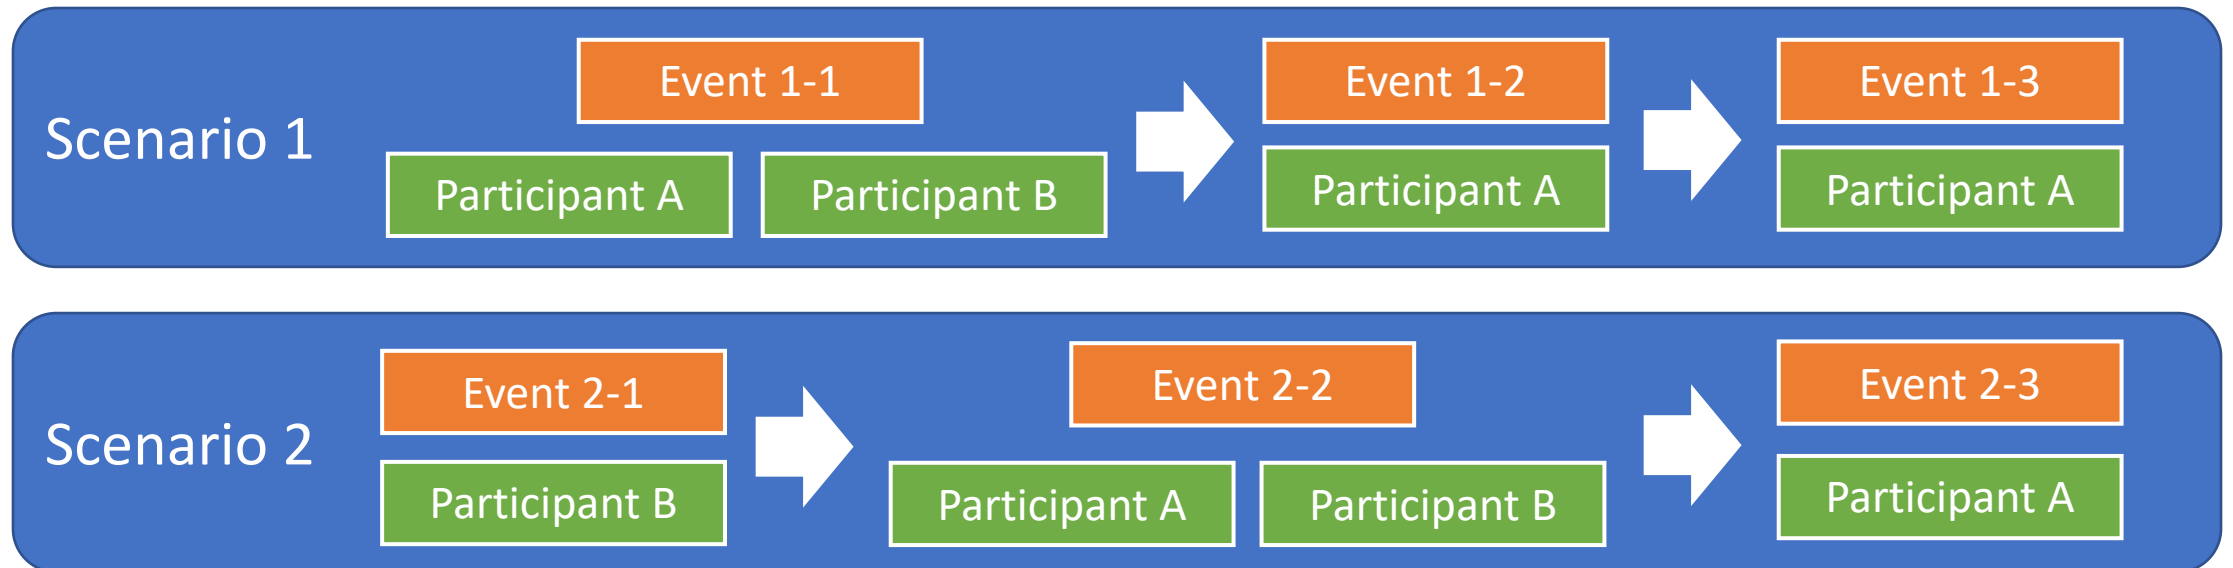 Scenario 1
Event 1-1
Participant A
Participant B
Event 1-2
Participant A
Event 1-3
Participant A
Scenario 2
Event 2-1
Participant B
Event 2-2
Participant A
Participant B
Event 2-3
Participant A